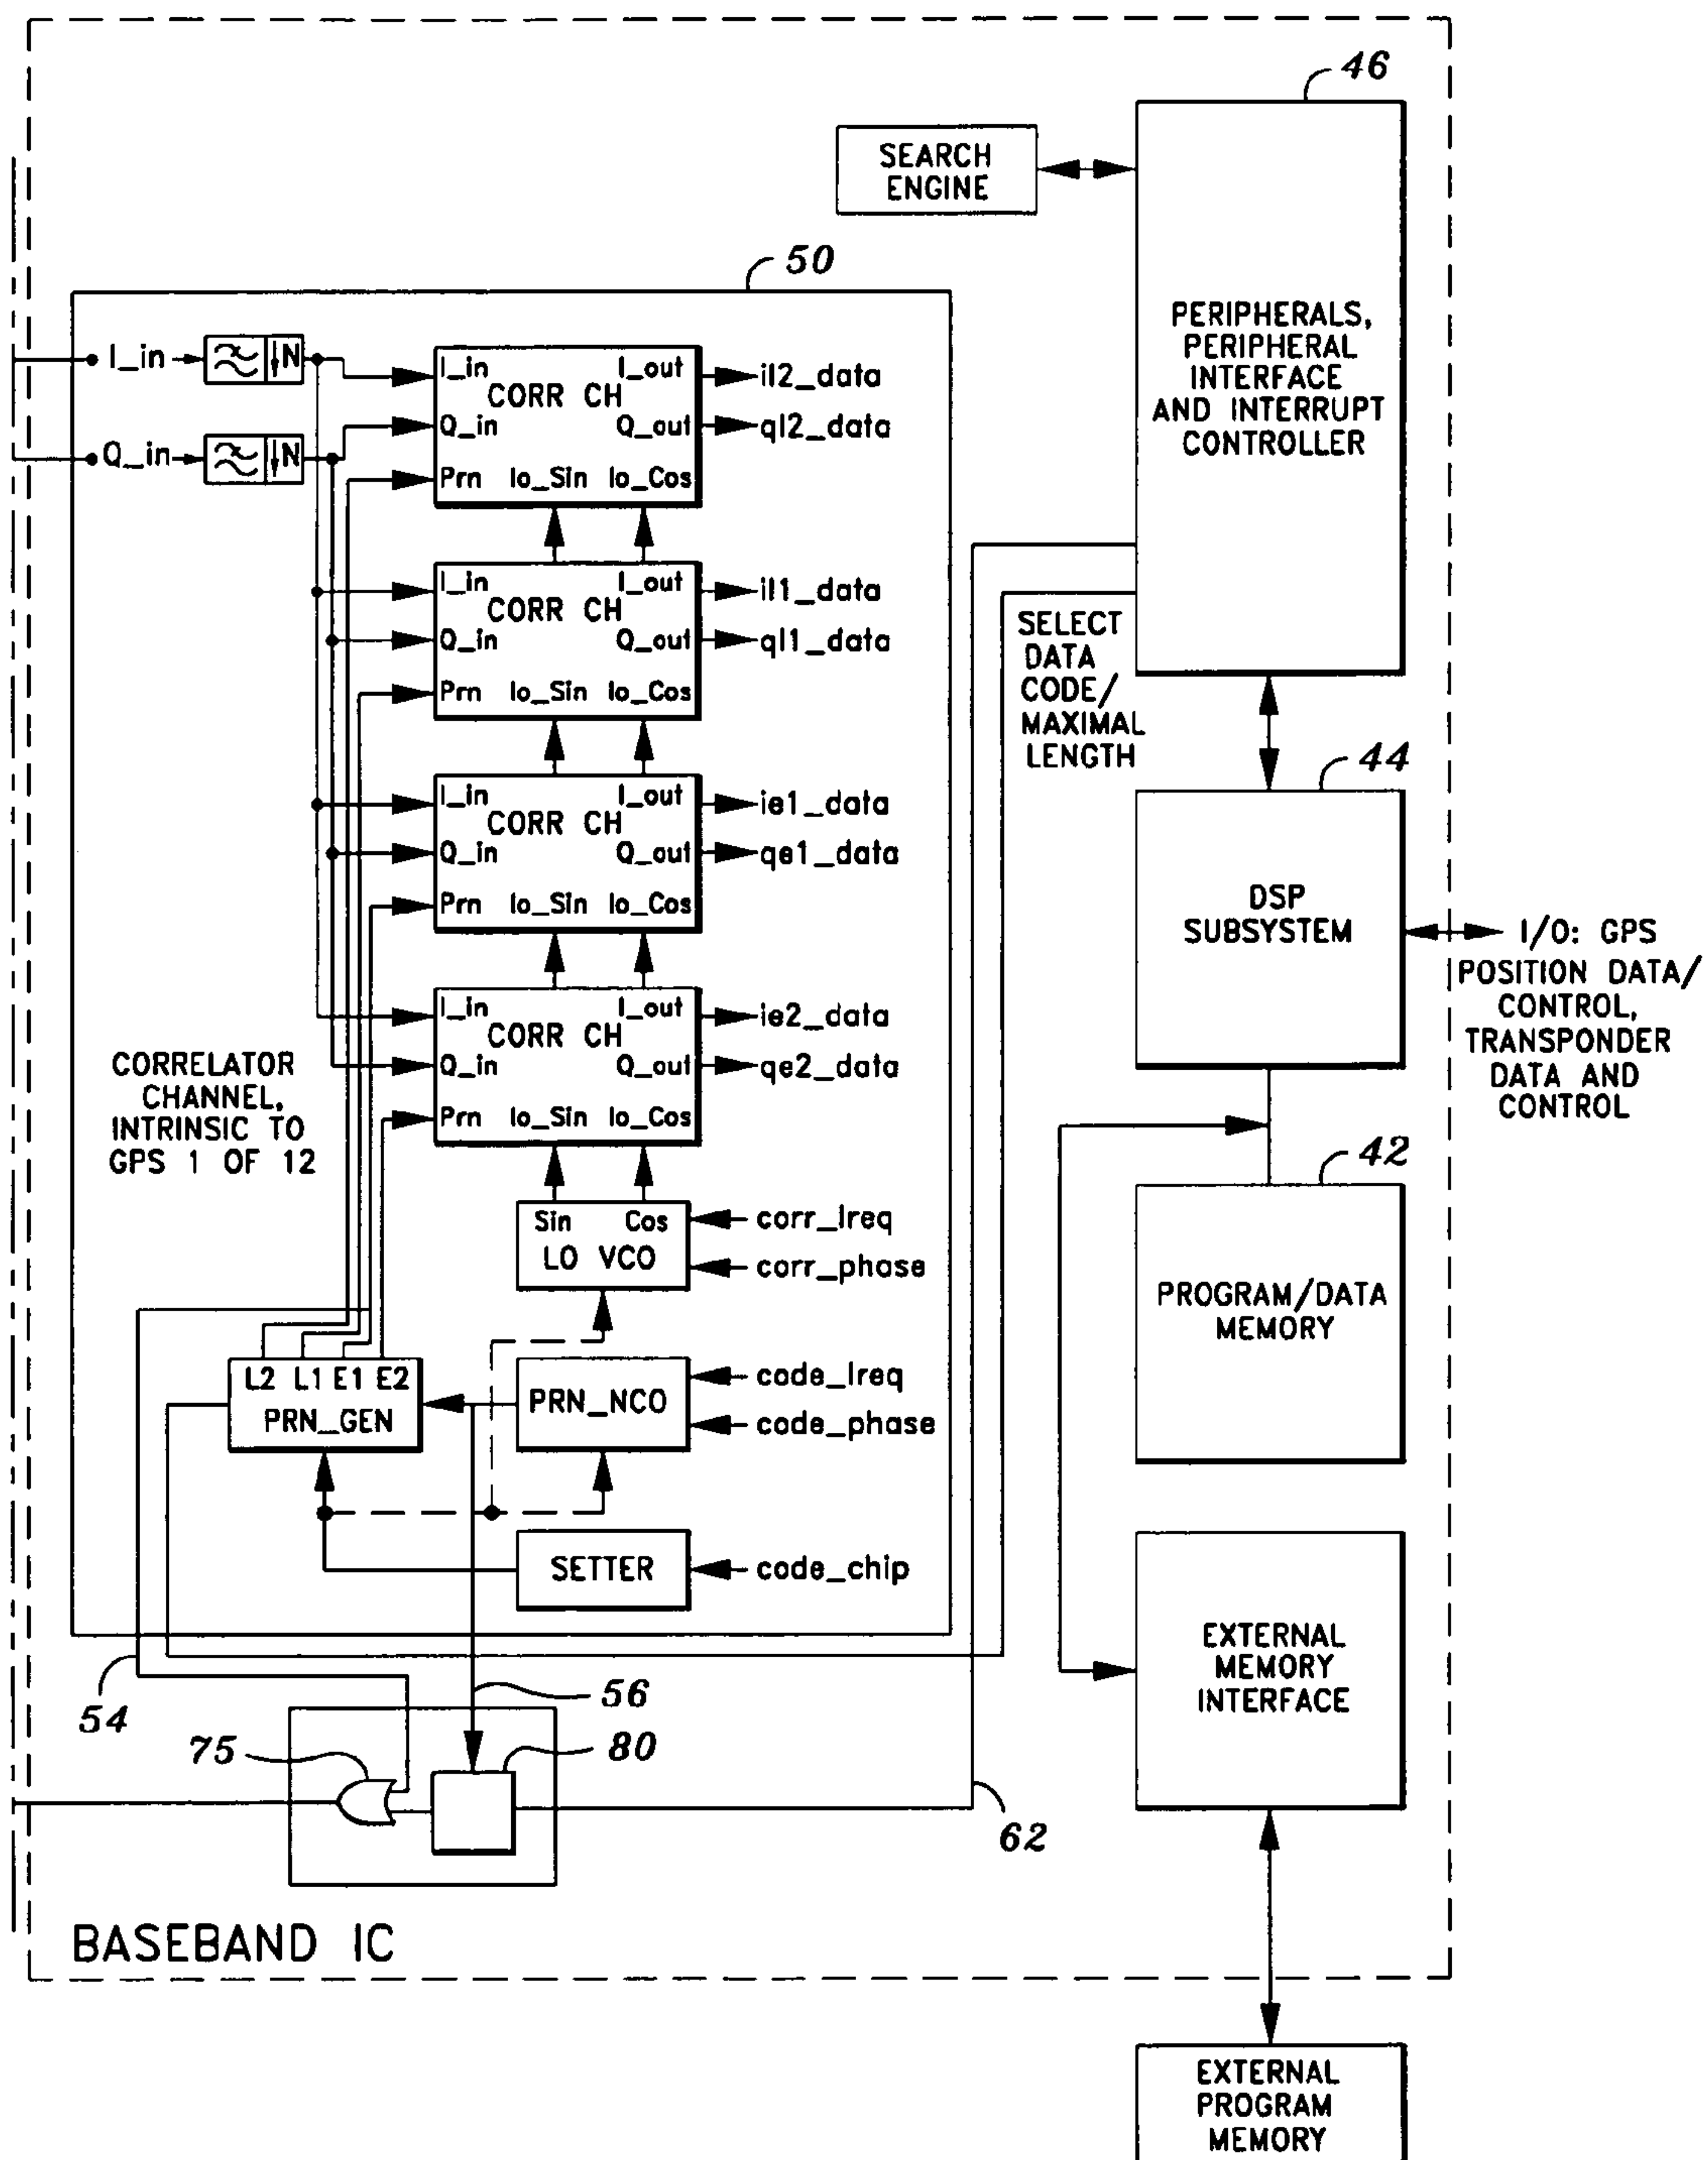 46
SEARCH
ENGINE
PERIPHERALS,
PERIPHERAL
INTERFACE
AND INTERRUPT
CONTROLLER
50
I_in
N
Q_in
N
I_in I_out
CORR CH
Q_in Q_out
Prn lo_Sin lo_Cos
il2_data
ql2_data
I_in I_out
CORR CH
Q_in Q_out
Prn lo_Sin lo_Cos
il1_data
ql1_data
I_in I_out
CORR CH
Q_in Q_out
Prn lo_Sin lo_Cos
ie1_data
qe1_data
I_in I_out
CORR CH
Q_in Q_out
Prn lo_Sin lo_Cos
ie2_data
qe2_data
SELECT
DATA
CODE/
MAXIMAL
LENGTH
44
DSP
SUBSYSTEM
I/O: GPS
POSITION DATA/
CONTROL,
TRANSPONDER
DATA AND
CONTROL
CORRELATOR
CHANNEL,
INTRINSIC TO
GPS 1 OF 12
42
PROGRAM/DATA
MEMORY
Sin Cos
LO VCO
corr_lreq
corr_phase
L2 L1 E1 E2
PRN_GEN
PRN_NCO
code_lreq
code_phase
SETTER
code_chip
EXTERNAL
MEMORY
INTERFACE
54
56
75
80
62
BASEBAND IC
EXTERNAL
PROGRAM
MEMORY